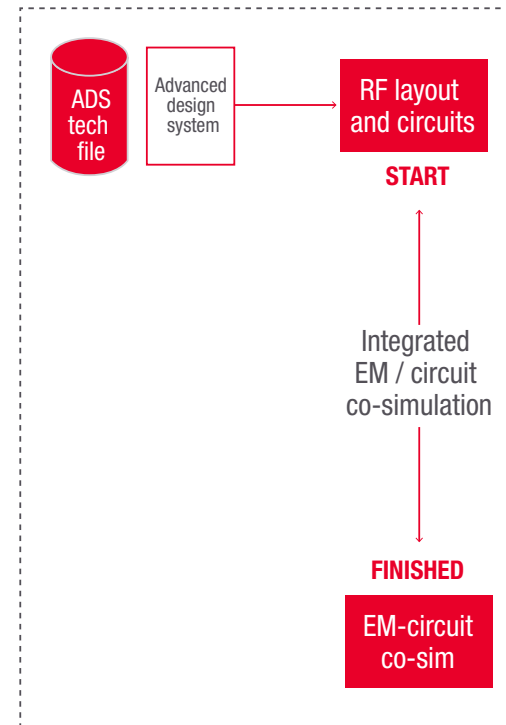 ADS
tech
file
Advanced
design
system
RF layout
and circuits
START
Integrated
EM / circuit
co-simulation
FINISHED
EM-circuit
co-sim